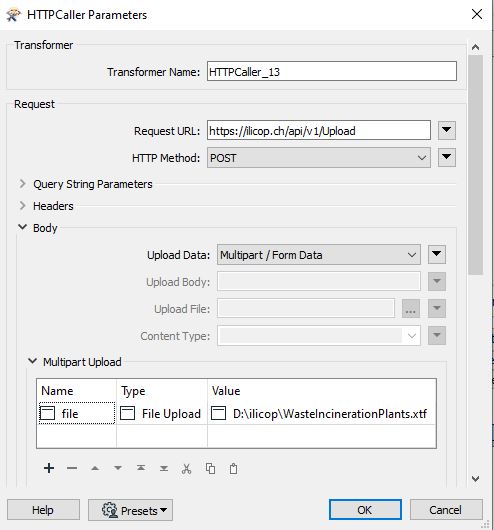 HTTPCaller Parameters
Transformer
Transformer Name: HTTPCaller_13
Request
Request URL: https://ilicop.ch/api/v1/Upload
HTTP Method: POST
Query String Parameters
Headers
Body
Upload Data: Multipart / Form Data
Upload Body:
Upload File: ...
Content Type:
Multipart Upload
Name Type Value
file File Upload D:\ilicop\WasteIncinerationPlants.xtf
Help Presets OK Cancel